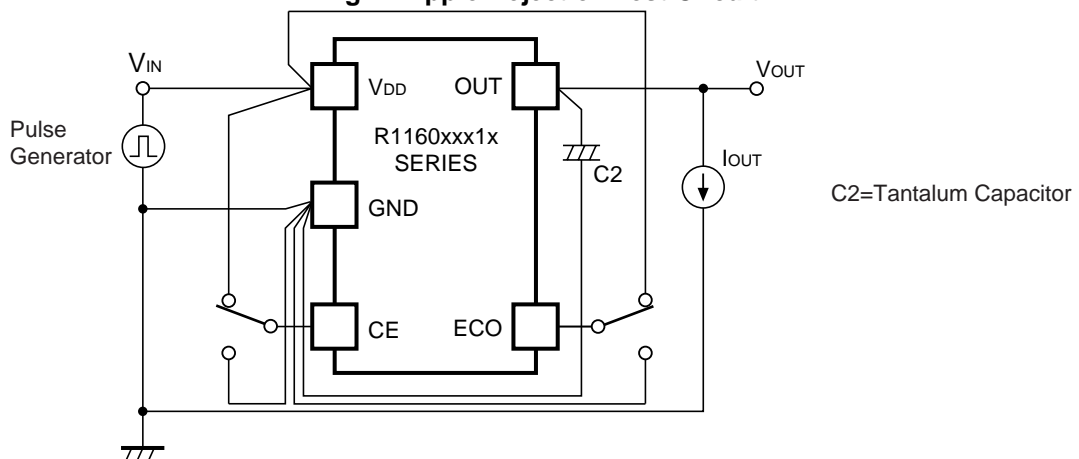 VIN
VDD
OUT
VOUT
Pulse
Generator
R1160xxx1x
SERIES
C2
IOUT
C2=Tantalum Capacitor
GND
CE
ECO